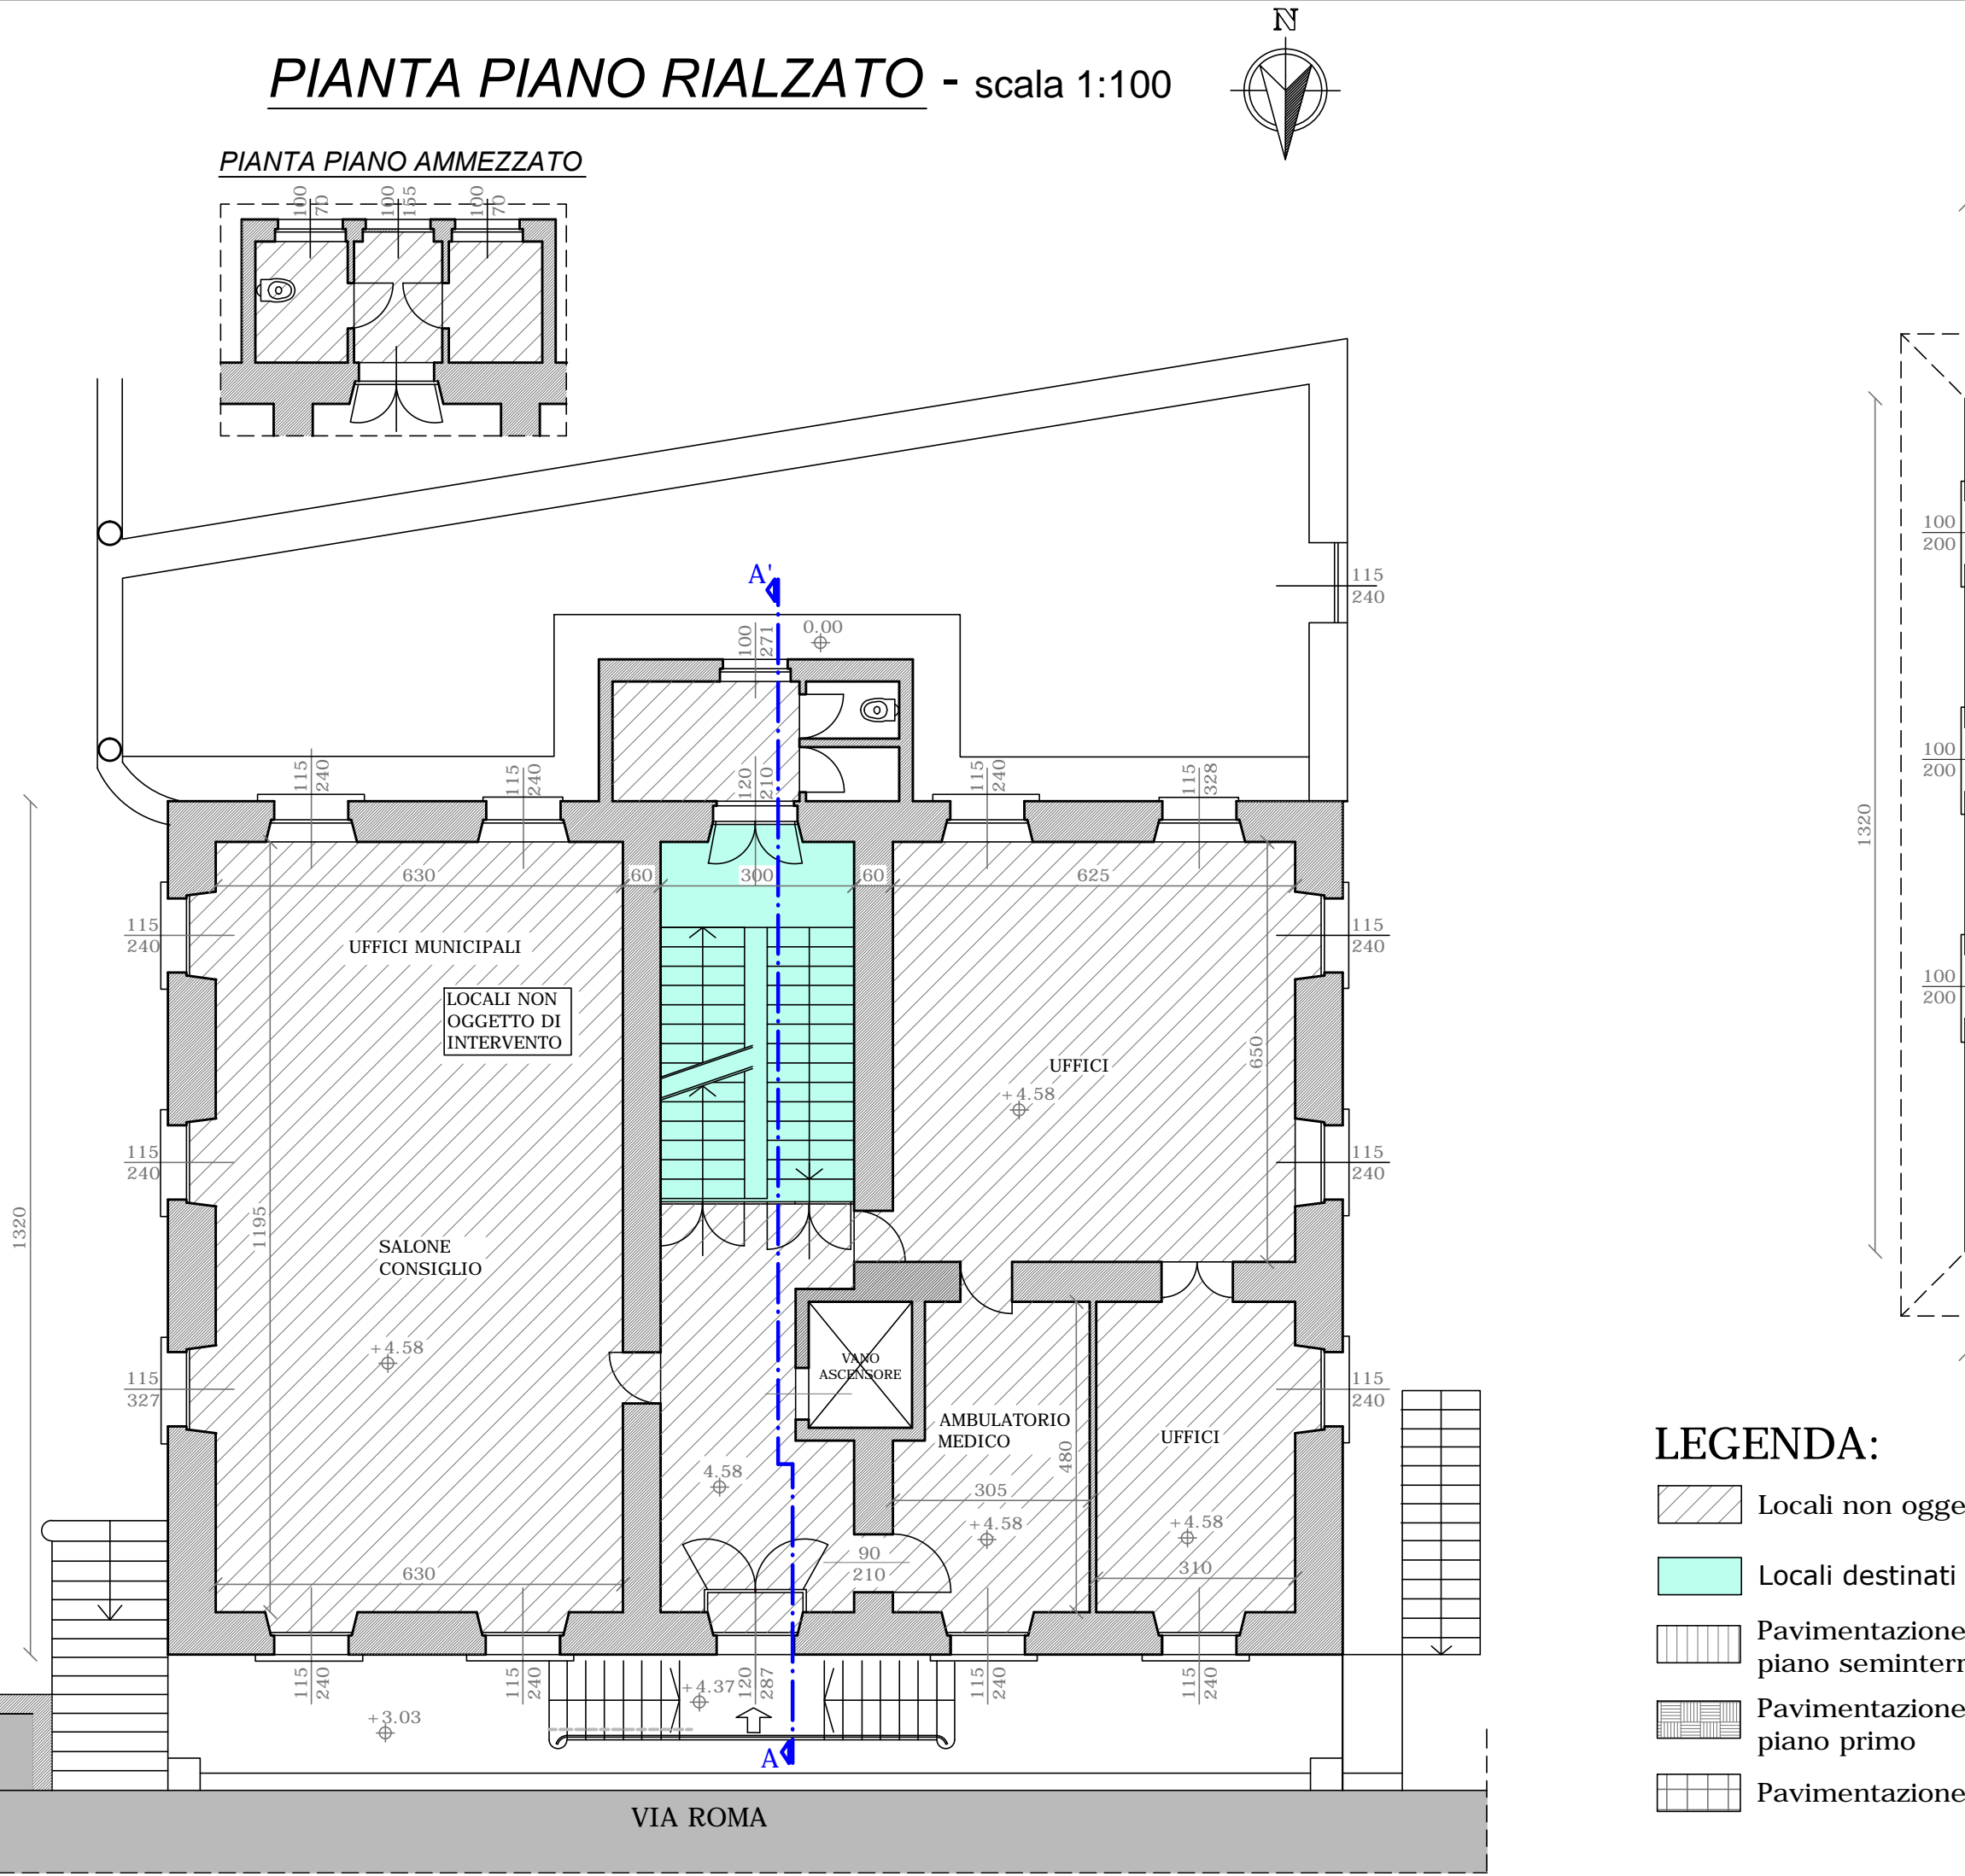 N
PIANTA PIANO RIALZATO - scala 1:100
PIANTA PIANO AMMEZZATO
100
70
100
155
100
70
A'
0.00
100
271
115
240
100
200
115
240
115
240
120
210
115
240
115
328
100
200
1320
630
60
300
60
625
115
240
UFFICI MUNICIPALI
115
240
100
200
LOCALI NON
OGGETTO DI
INTERVENTO
650
UFFICI
+4.58
115
240
115
240
1320
1195
SALONE
CONSIGLIO
+4.58
VANO
ASCENSORE
115
327
115
240
AMBULATORIO
MEDICO
480
UFFICI
4.58
305
+4.58
+4.58
90
210
630
310
115
240
115
240
+4.37
120
287
115
240
115
240
+3.03
A
VIA ROMA
LEGENDA:
Locali non ogge
Locali destinati
Pavimentazione
piano seminterr
Pavimentazione
piano primo
Pavimentazione